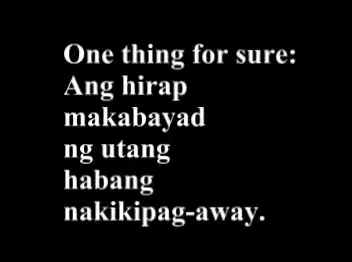 One thing for sure:
Ang hirap
makabayad
ng utang
habang
nakikipag-away.